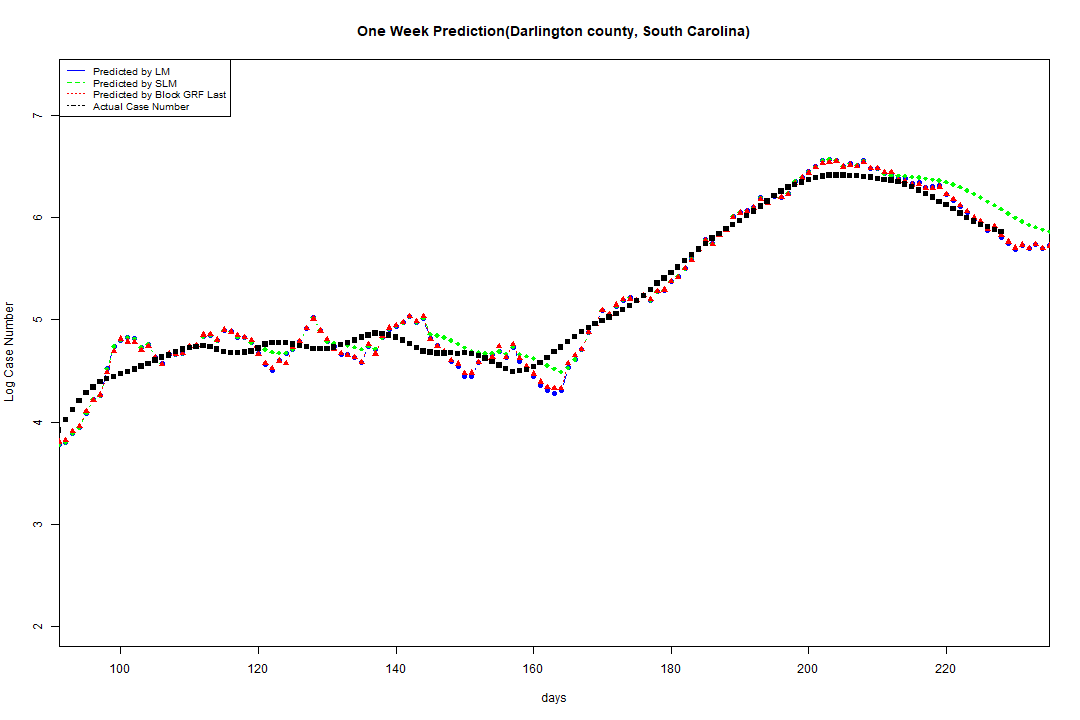 One Week Prediction(Darlington county, South Carolina)
Predicted by LM
Predicted by SLM
Predicted by Block GRF Last
Actual Case Number
7
6
5
4
3
2
Log Case Number
100 120 140 160 180 200 220
days